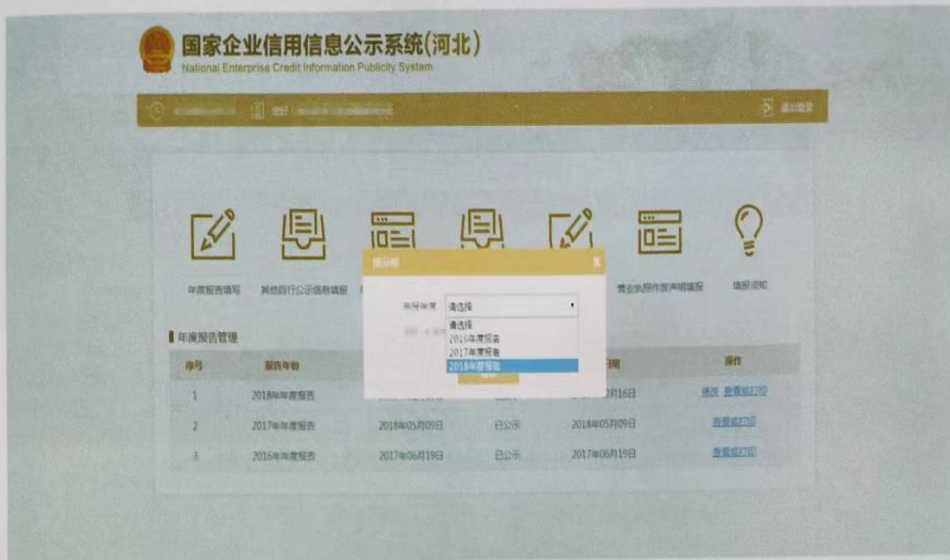 国家企业信用信息公示系统(河北)
National Enterprise Credit Information Publicity System
退出登录
年度报告填写
其他自行公示信息填报
营业执照作废声明填报
填报须知
提示框
X
填报年度 请选择
请选择
2016年度报告
2017年度报告
2018年度报告
年度报告管理
序号 报告年份 操作
1 2018年年度报告 月16日 修改 查看或打印
2 2017年年度报告 2018年05月09日 已公示 2018年05月09日 查看或打印
3 2016年年度报告 2017年06月19日 已公示 2017年06月19日 查看或打印